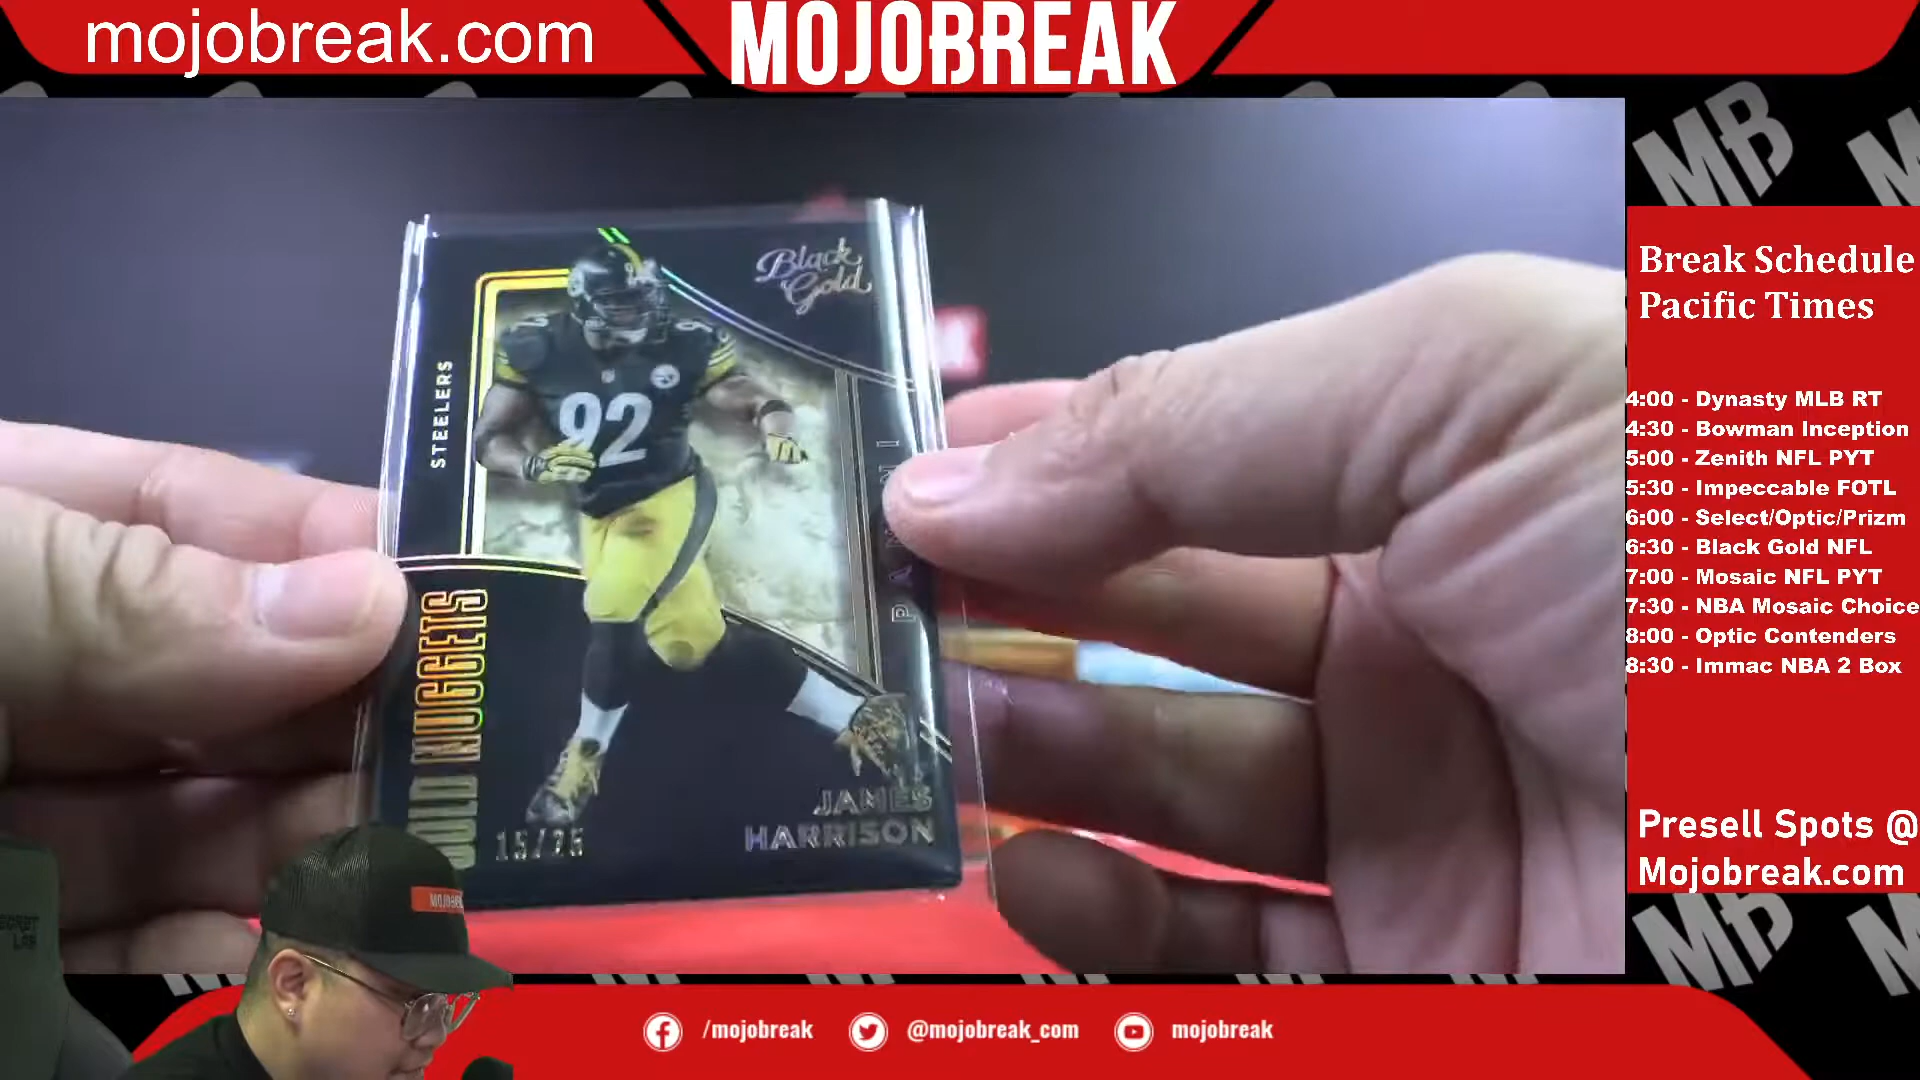 mojobreak.com
MOJOBREAK
MB
Break Schedule
Pacific Times
4:00 - Dynasty MLB RT
4:30 - Bowman Inception
5:00 - Zenith NFL PYT
5:30 - Impeccable FOTL
6:00 - Select/Optic/Prizm
6:30 - Black Gold NFL
7:00 - Mosaic NFL PYT
7:30 - NBA Mosaic Choice
8:00 - Optic Contenders
8:30 - Immac NBA 2 Box
Presell Spots @
Mojobreak.com
MB
Black
Gold
STEELERS
92
92
GOLD NUGGETS
15/25
JAMES
HARRISON
/mojobreak
@mojobreak_com
mojobreak